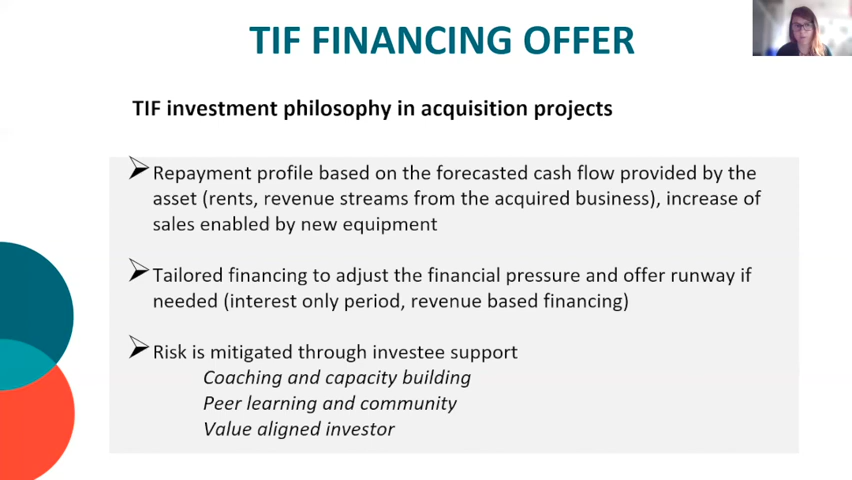 TIF FINANCING OFFER
TIF investment philosophy in acquisition projects
Repayment profile based on the forecasted cash flow provided by the
asset (rents, revenue streams from the acquired business), increase of
sales enabled by new equipment
Tailored financing to adjust the financial pressure and offer runway if
needed (interest only period, revenue based financing)
Risk is mitigated through investee support
Coaching and capacity building
Peer learning and community
Value aligned investor